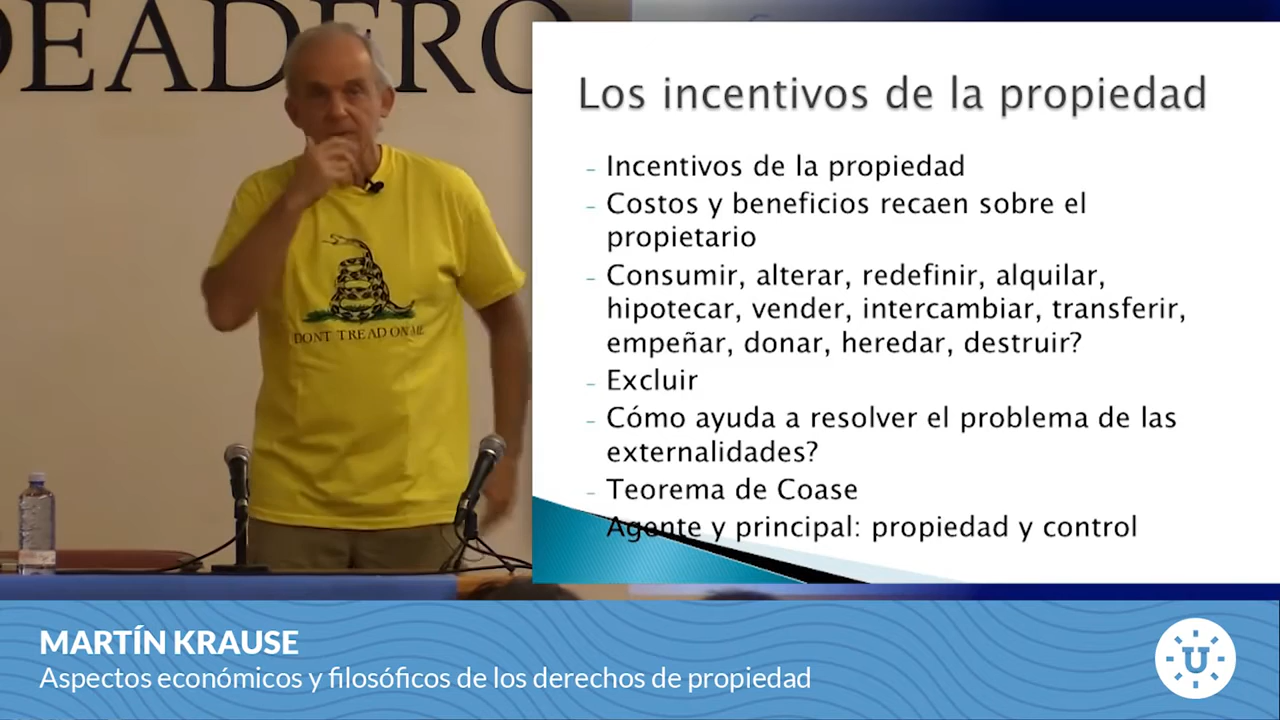 DEADERO
Los incentivos de la propiedad
- Incentivos de la propiedad
- Costos y beneficios recaen sobre el
propietario
- Consumir, alterar, redefinir, alquilar,
hipotecar, vender, intercambiar, transferir,
empeñar, donar, heredar, destruir?
- Excluir
- Cómo ayuda a resolver el problema de las
externalidades?
- Teorema de Coase
Agente y principal: propiedad y control
DONT TREAD ON ME
MARTÍN KRAUSE
Aspectos económicos y filosóficos de los derechos de propiedad
U